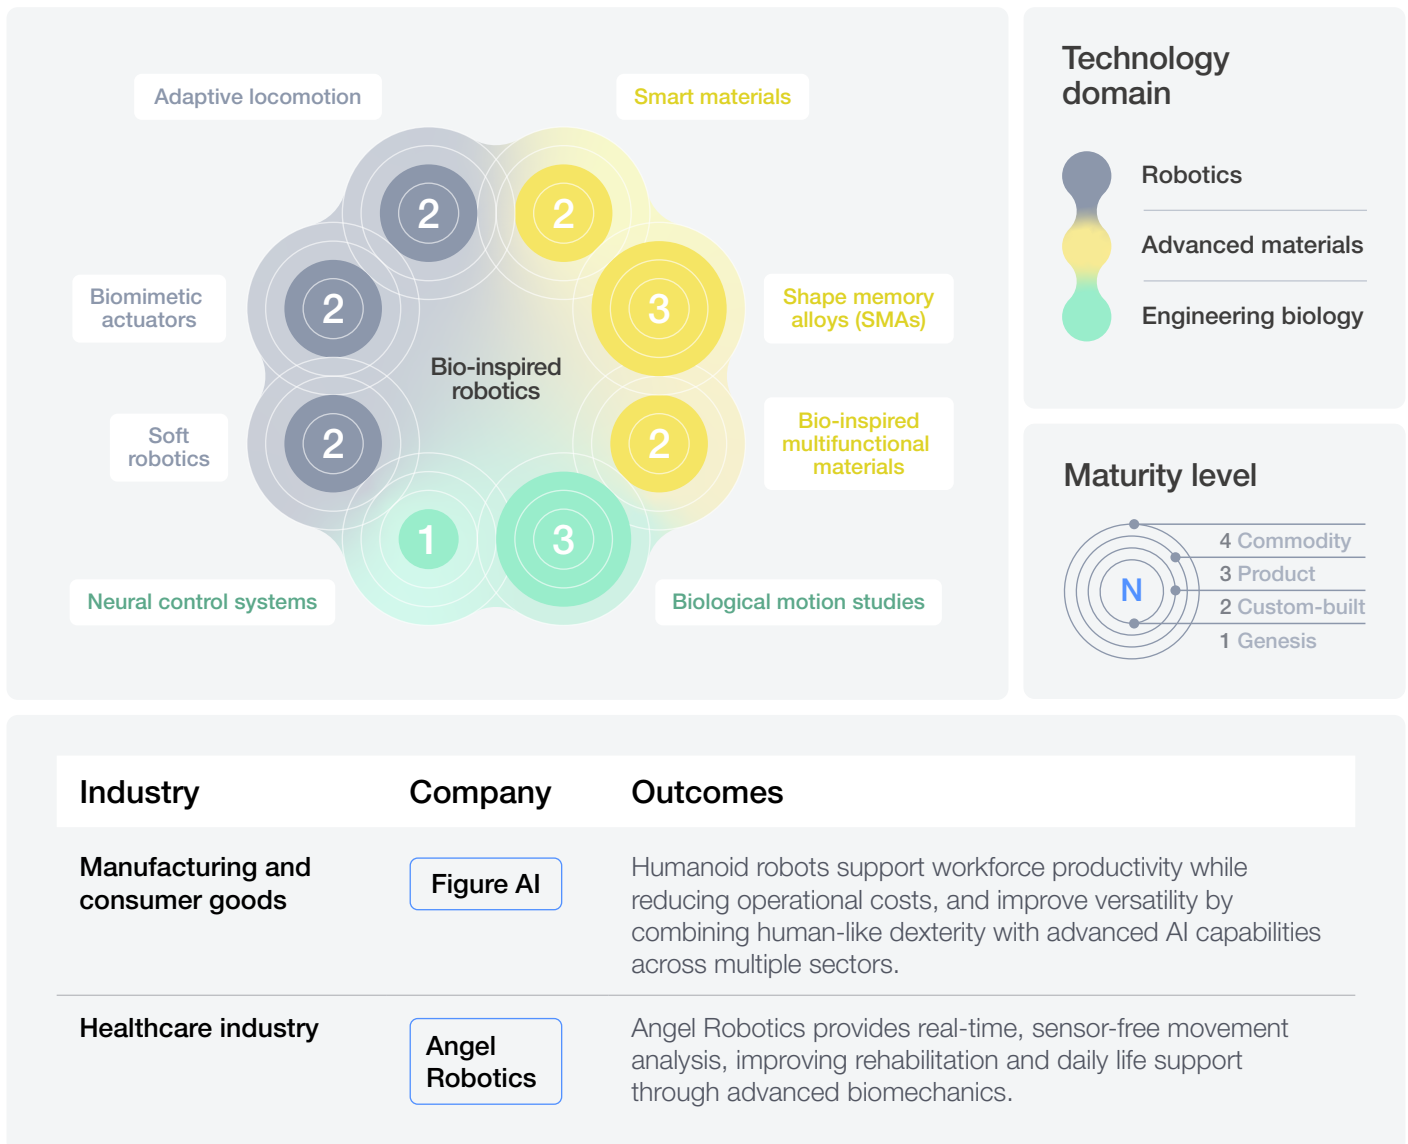 Adaptive locomotion
Smart materials
2
2
Biomimetic
actuators
2
3
Shape memory
alloys (SMAs)
Bio-inspired
robotics
Soft
robotics
2
2
Bio-inspired
multifunctional
materials
1
3
Neural control systems
Biological motion studies
Technology
domain
Robotics
Advanced materials
Engineering biology
Maturity level
N
4 Commodity
3 Product
2 Custom-built
1 Genesis
Industry
Company
Outcomes
Manufacturing and
consumer goods
Figure AI
Humanoid robots support workforce productivity while
reducing operational costs, and improve versatility by
combining human-like dexterity with advanced AI capabilities
across multiple sectors.
Healthcare industry
Angel
Robotics
Angel Robotics provides real-time, sensor-free movement
analysis, improving rehabilitation and daily life support
through advanced biomechanics.